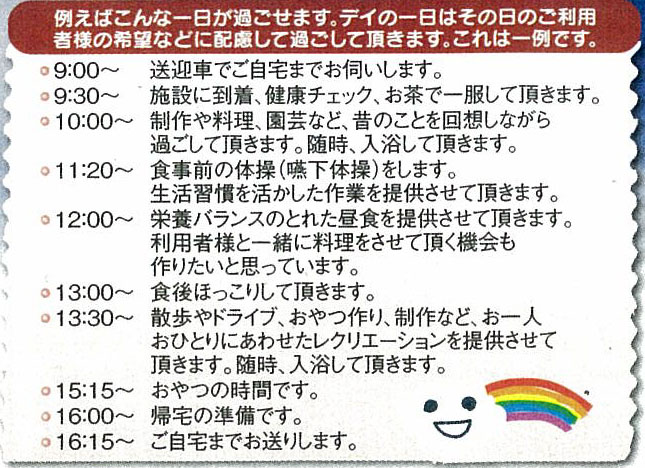 例えばこんな一日が過ごせます。デイの一日はその日のご利用
者様の希望などに配慮して過ごして頂きます。これは一例です。
9:00〜 送迎車でご自宅までお伺いします。
9:30〜 施設に到着、健康チェック、お茶で一服して頂きます。
10:00〜 制作や料理、園芸など、昔のことを回想しながら
過ごして頂きます。随時、入浴して頂きます。
11:20〜 食事前の体操(嚥下体操)をします。
生活習慣を活かした作業を提供させて頂きます。
12:00〜 栄養バランスのとれた昼食を提供させて頂きます。
利用者様と一緒に料理をさせて頂く機会も
作りたいと思っています。
13:00〜 食後ほっこりして頂きます。
13:30〜 散歩やドライブ、おやつ作り、制作など、お一人
おひとりにあわせたレクリエーションを提供させて
頂きます。随時、入浴して頂きます。
15:15〜 おやつの時間です。
16:00〜 帰宅の準備です。
16:15〜 ご自宅までお送りします。